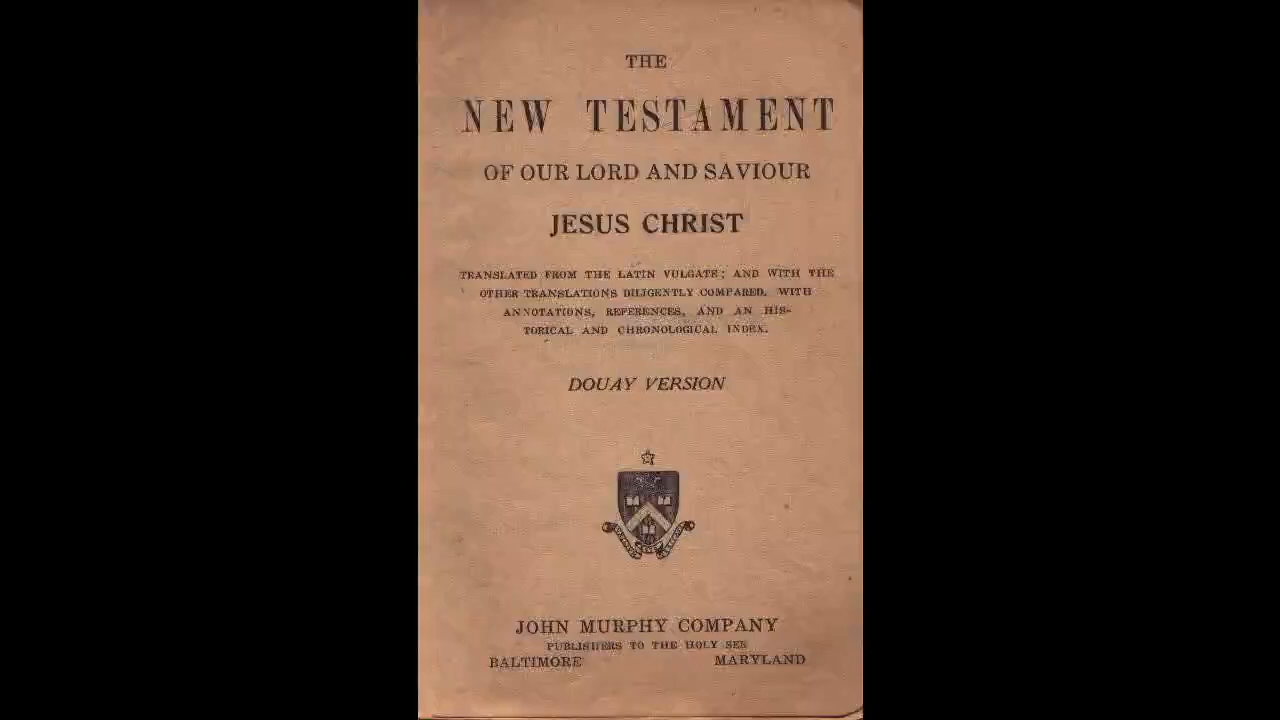 THE
NEW TESTAMENT
OF OUR LORD AND SAVIOUR
JESUS CHRIST
TRANSLATED FROM THE LATIN VULGATE; AND WITH THE
OTHER TRANSLATIONS DILIGENTLY COMPARED. WITH
ANNOTATIONS, REFERENCES, AND AN HIS-
TORICAL AND CHRONOLOGICAL INDEX.
DOUAY VERSION
JOHN MURPHY COMPANY
PUBLISHERS TO THE HOLY SEE
BALTIMORE MARYLAND